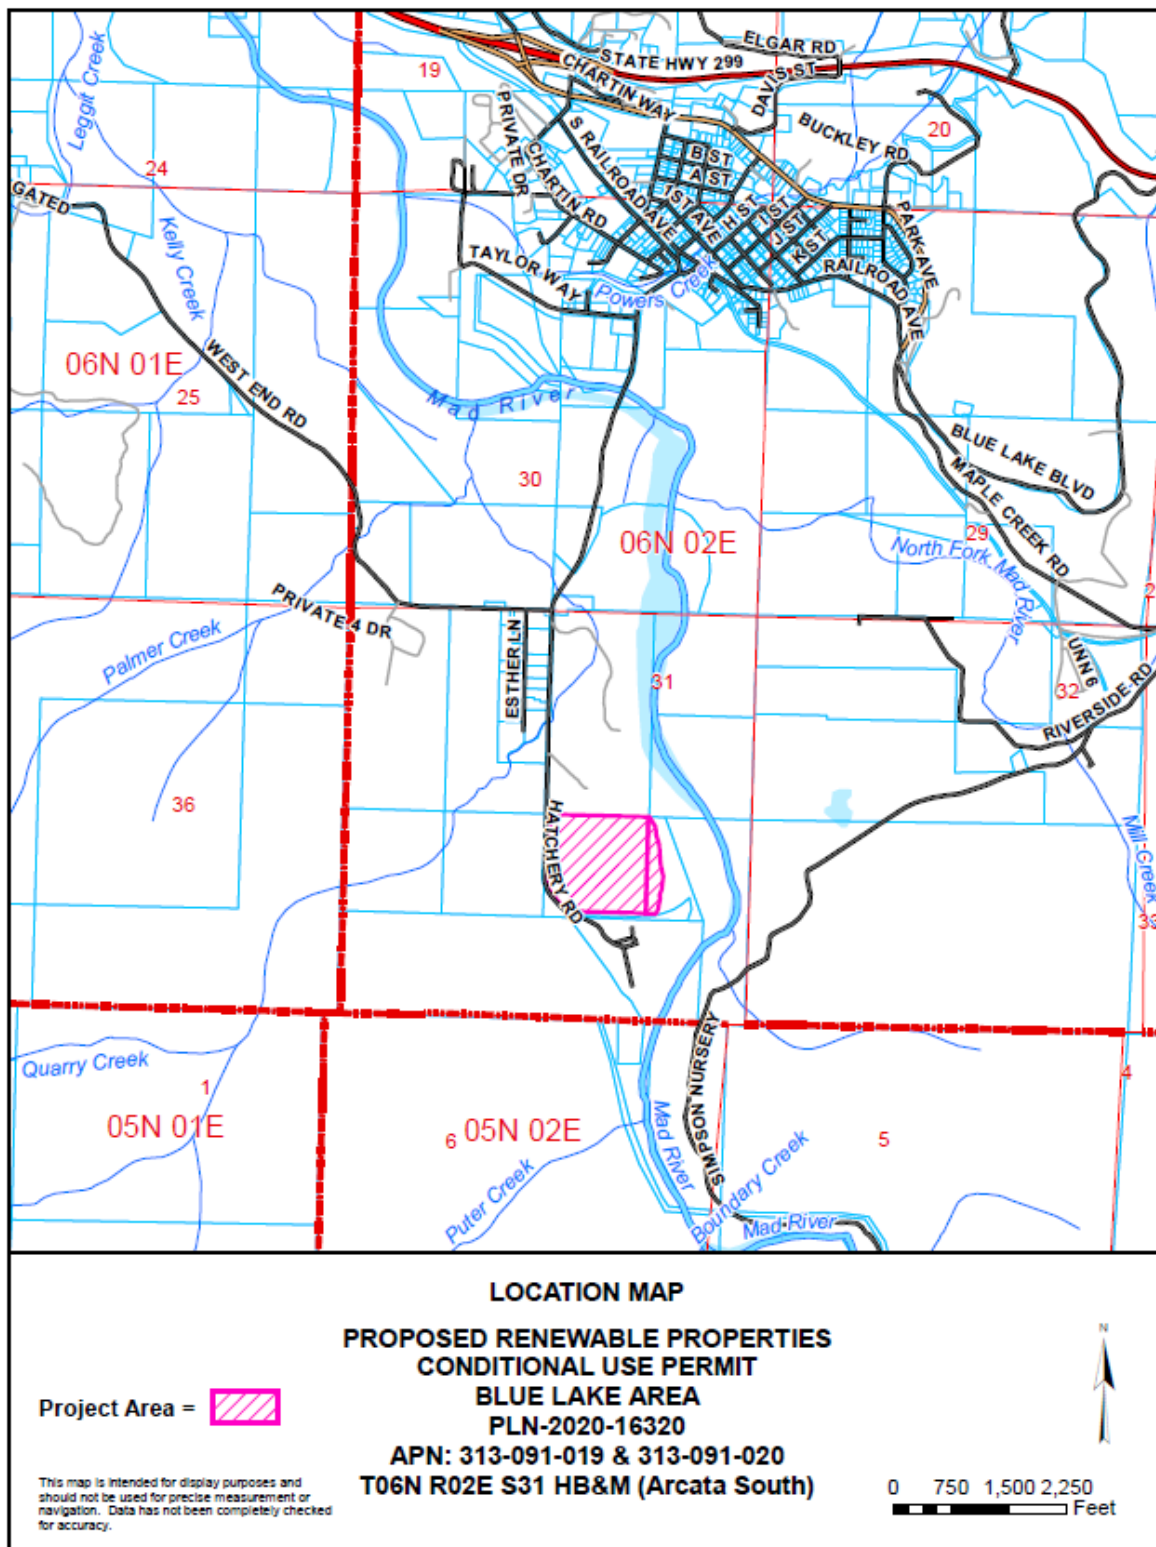 ELGAR RD
STATE HWY 299
Leggit Creek
19
CHARTIN WAY
DAVIS ST
PRIVATE DR
BUCKLEY RD
20
24
S RAILROAD AVE
B ST
A ST
CHARTIN RD
1ST AVE
H ST
I ST
J ST
K ST
PARK AVE
GATED
Kelly Creek
TAYLOR WAY
Powers Creek
RAILROAD AVE
WEST END RD
06N 01E
25
Mad River
BLUE LAKE BLVD
MAPLE CREEK RD
30
29
06N 02E
North Fork Mad River
2
PRIVATE 4 DR
Palmer Creek
ESTHER LN
31
UNN 6
32
RIVERSIDE RD
36
HATCHERY RD
Mill Creek
33
Quarry Creek
SIMPSON NURSERY
4
1
05N 01E
6
05N 02E
Mad River
5
Puter Creek
Boundary Creek
Mad River
LOCATION MAP
PROPOSED RENEWABLE PROPERTIES
CONDITIONAL USE PERMIT
BLUE LAKE AREA
PLN-2020-16320
APN: 313-091-019 & 313-091-020
T06N R02E S31 HB&M (Arcata South)
Project Area =
This map is intended for display purposes and
should not be used for precise measurement or
navigation. Data has not been completely checked
for accuracy.
N
0 750 1,500 2,250
Feet